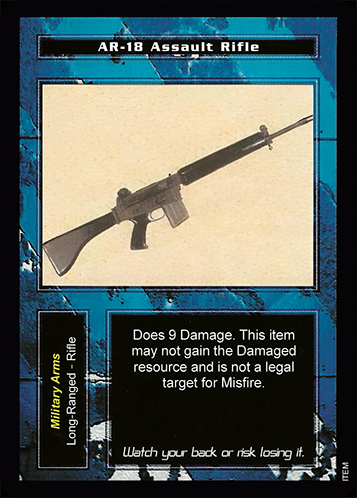 AR-18 Assault Rifle
Military Arms
Long-Ranged - Rifle
Does 9 Damage. This item
may not gain the Damaged
resource and is not a legal
target for Misfire.
Watch your back or risk losing it.
ITEM